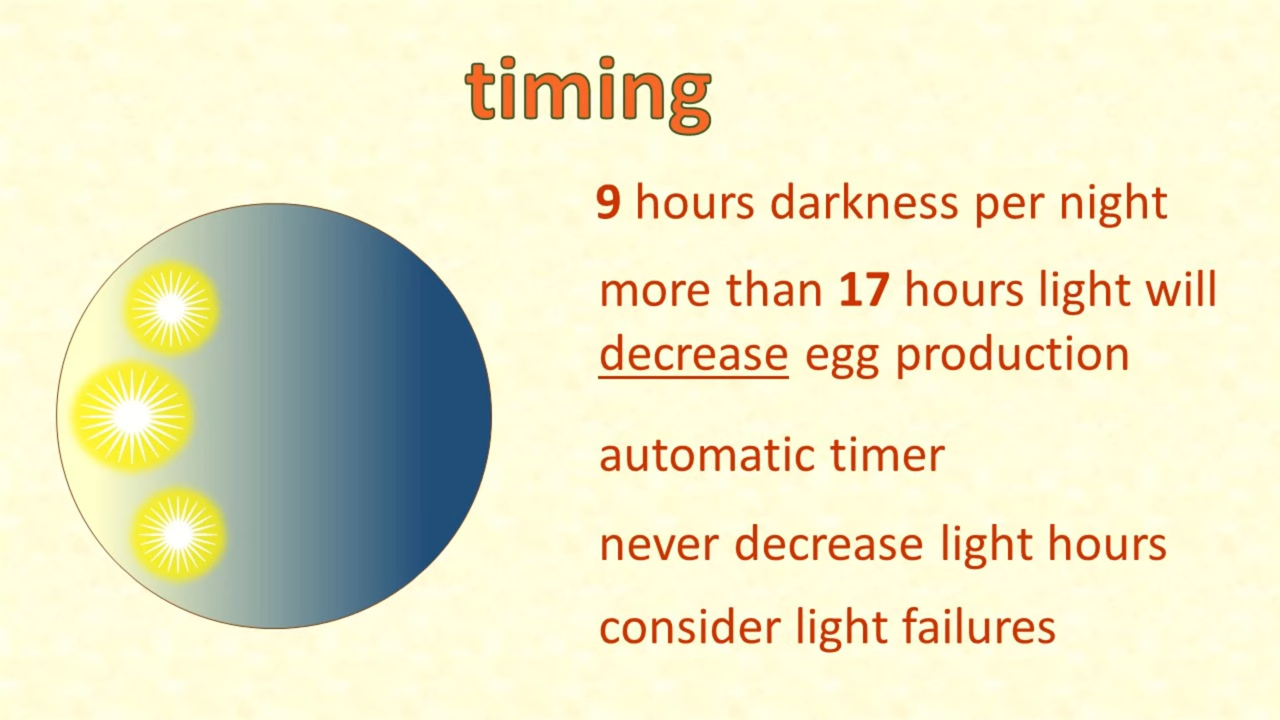 timing
9 hours darkness per night
more than 17 hours light will
decrease egg production
automatic timer
never decrease light hours
consider light failures